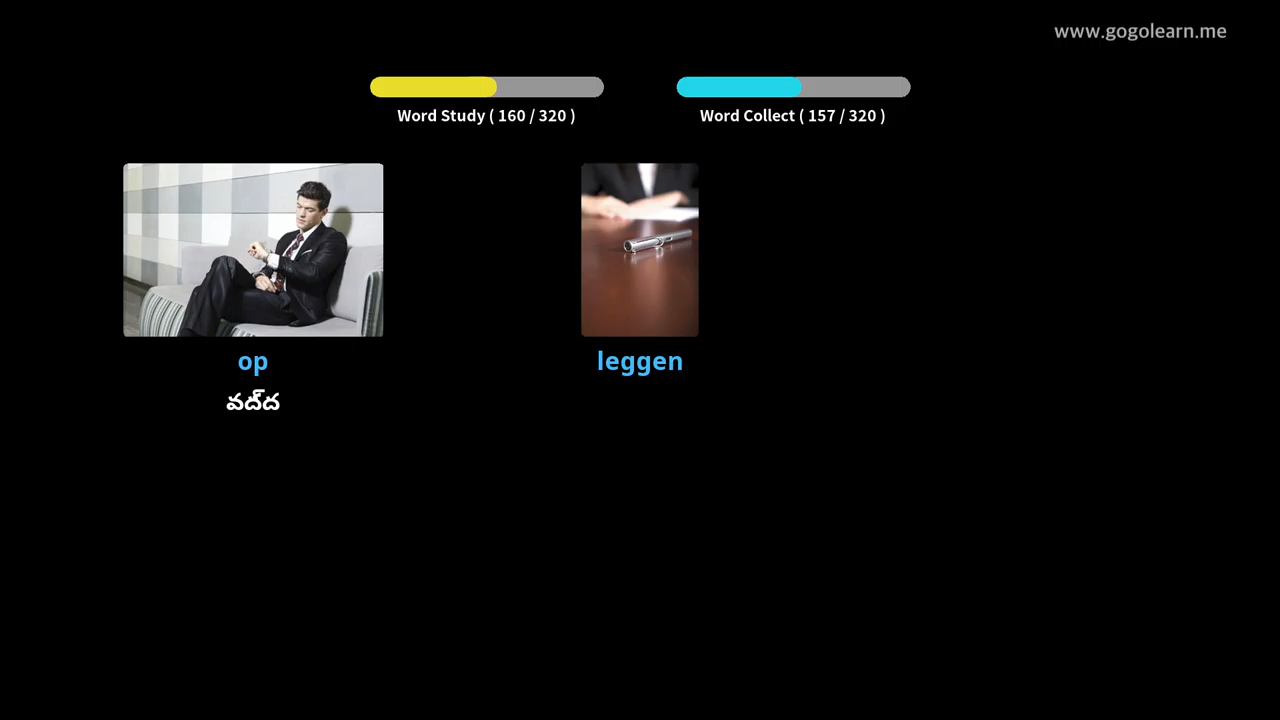 www.gogolearn.me
Word Study ( 160 / 320 )
Word Collect ( 157 / 320 )
op
leggen
వద్ద